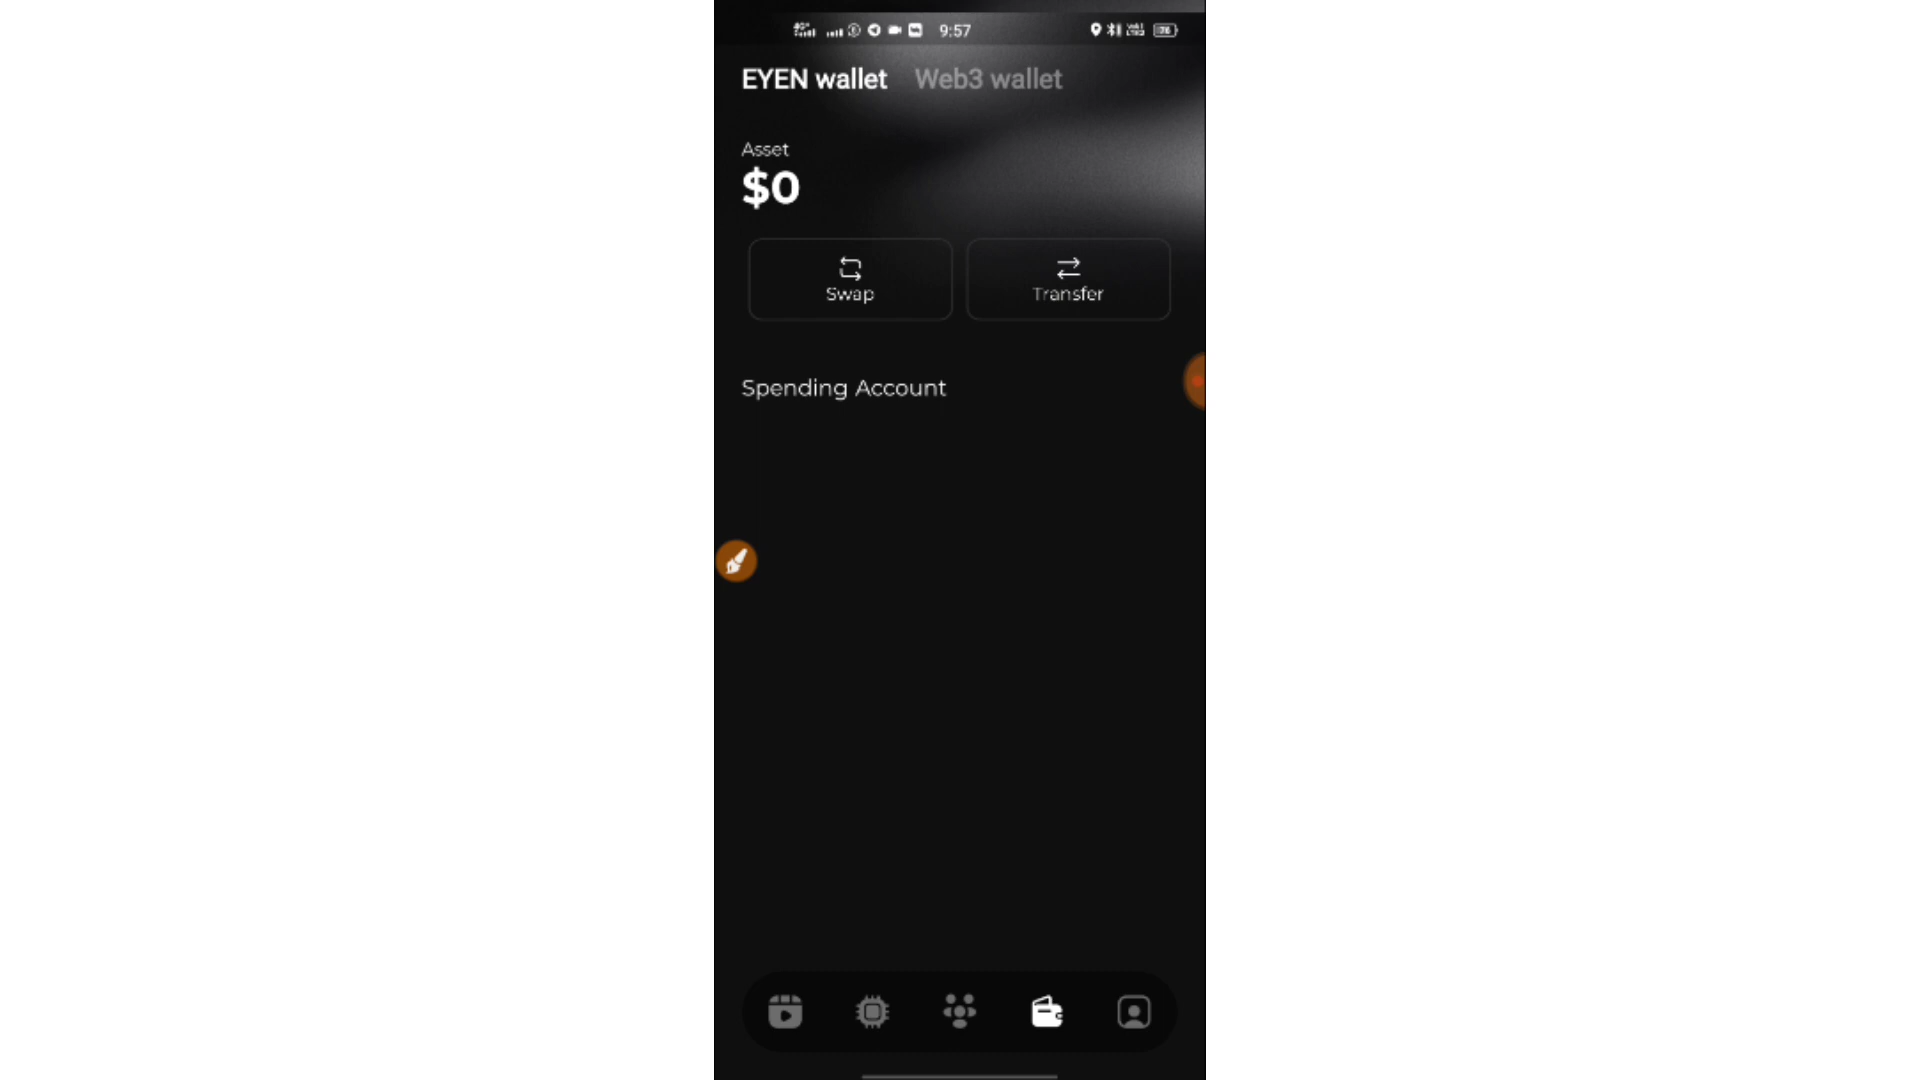 9:57
EYEN wallet Web3 wallet
Asset
$0
Swap Transfer
Spending Account